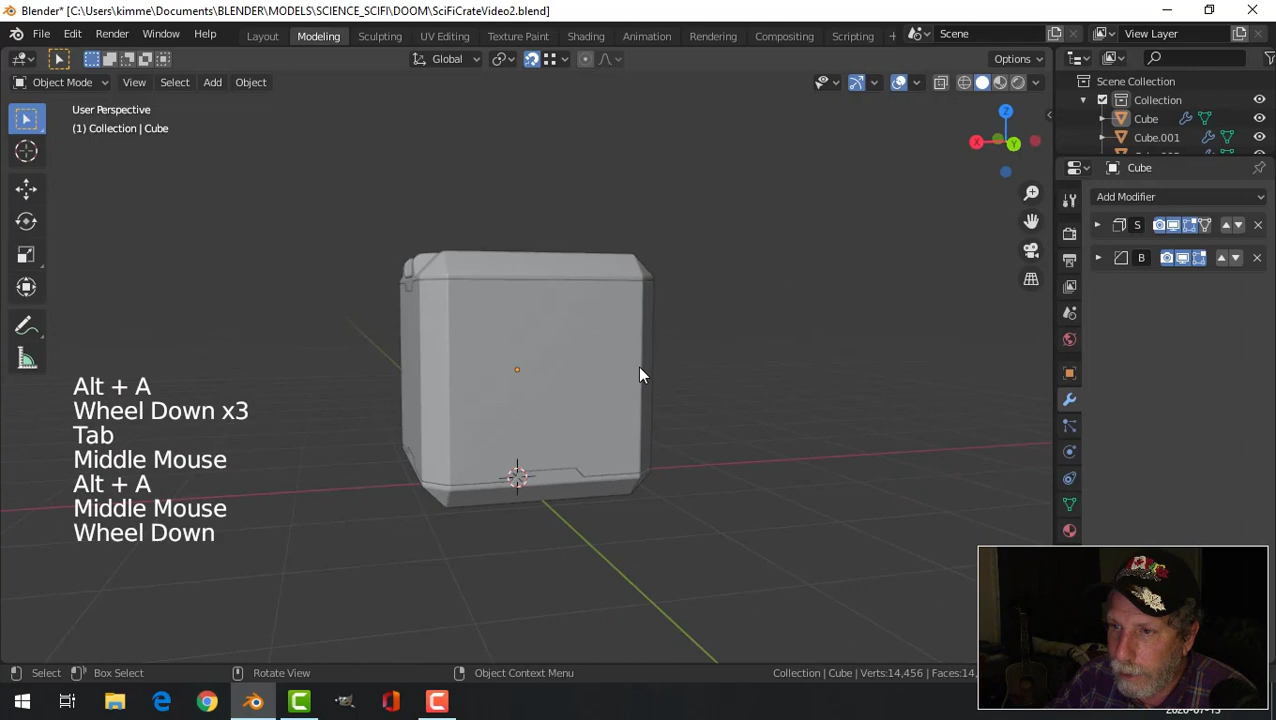 Blender* [C:\Users\kimme\Documents\BLENDER\MODELS\SCIENCE_SCIFI\DOOM\SciFiCrateVideo2.blend]
File Edit Render Window Help Layout Modeling Sculpting UV Editing Texture Paint Shading Animation Rendering Compositing Scripting + Scene View Layer
Global Options
Object Mode View Select Add Object Scene Collection
User Perspective Collection
(1) Collection | Cube Cube
Z
X Y Cube.001
Cube
Add Modifier
S
B
Alt + A
Wheel Down x3
Tab
Middle Mouse
Alt + A
Middle Mouse
Wheel Down
Select Box Select Rotate View Object Context Menu Collection | Cube | Verts:14,456 | Faces:14,